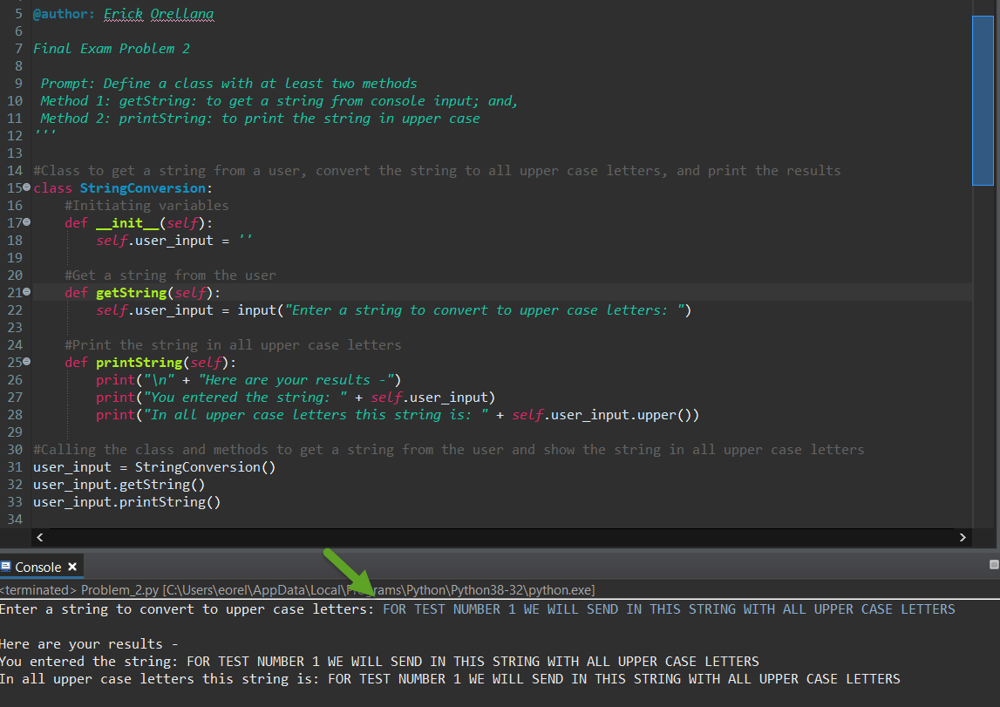 5 @author: Erick Orellana
6
7 Final Exam Problem 2
8
9 Prompt: Define a class with at least two methods
10 Method 1: getString: to get a string from console input; and,
11 Method 2: printString: to print the string in upper case
12 '''
13
14 #Class to get a string from a user, convert the string to all upper case letters, and print the results
15 class StringConversion:
16     #Initiating variables
17     def __init__(self):
18         self.user_input = ''
19
20     #Get a string from the user
21     def getString(self):
22         self.user_input = input("Enter a string to convert to upper case letters: ")
23
24     #Print the string in all upper case letters
25     def printString(self):
26         print("\n" + "Here are your results -")
27         print("You entered the string: " + self.user_input)
28         print("In all upper case letters this string is: " + self.user_input.upper())
29
30 #Calling the class and methods to get a string from the user and show the string in all upper case letters
31 user_input = StringConversion()
32 user_input.getString()
33 user_input.printString()
34
Console
<terminated> Problem_2.py [C:\Users\eorel\AppData\Local\Programs\Python\Python38-32\python.exe]
Enter a string to convert to upper case letters: FOR TEST NUMBER 1 WE WILL SEND IN THIS STRING WITH ALL UPPER CASE LETTERS
Here are your results -
You entered the string: FOR TEST NUMBER 1 WE WILL SEND IN THIS STRING WITH ALL UPPER CASE LETTERS
In all upper case letters this string is: FOR TEST NUMBER 1 WE WILL SEND IN THIS STRING WITH ALL UPPER CASE LETTERS